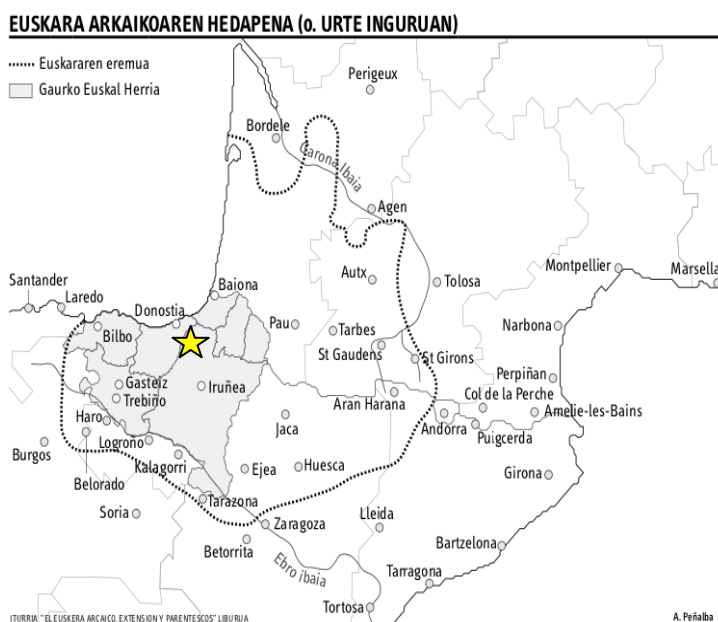 EUSKARA ARKAIKOAREN HEDAPENA (0. URTE INGURUAN)
Euskararen eremua
Gaurko Euskal Herria
Perigeux
Bordele
Garona Ibaia
Agen
Autx
Tolosa
Montpellier
Marsella
Santander
Laredo
Donostia
Baiona
Bilbo
Pau
Tarbes
Narbona
St Gaudens
St Girons
Gasteiz
Iruñea
Trebiño
Perpiñan
Aran Harana
Col de la Perche
Amelie-les-Bains
Haro
Jaca
Andorra
Puigcerda
Logroño
Burgos
Kalagorri
Ejea
Huesca
Girona
Belorado
Tarazona
Soria
Zaragoza
Lleida
Betorrita
Bartzelona
Ebro ibaia
Tarragona
Tortosa
ITURRIA: "EL EUSKERA ARCAICO. EXTENSION Y PARENTESCOS" LIBURUA
A. Peñalba